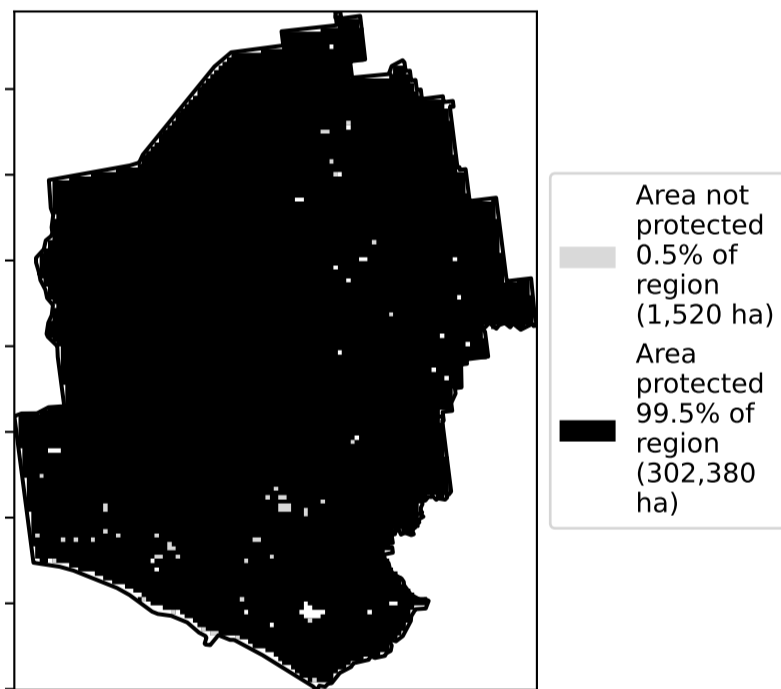 Area not
protected
0.5% of
region
(1,520 ha)
Area
protected
99.5% of
region
(302,380
ha)